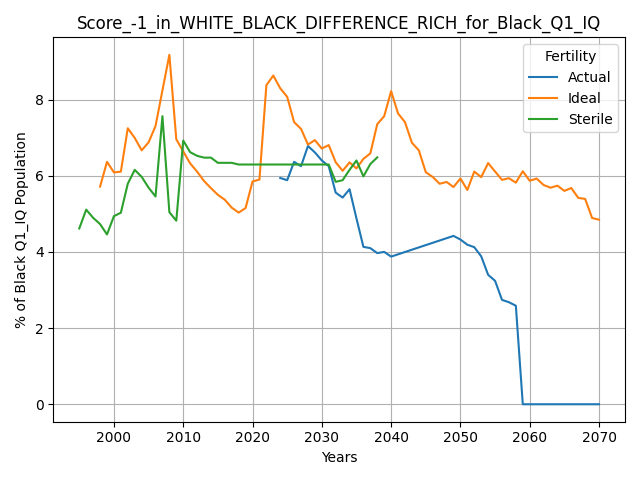 Score_-1_in_WHITE_BLACK_DIFFERENCE_RICH_for_Black_Q1_IQ
Fertility
Actual
Ideal
Sterile
% of Black Q1_IQ Population
8
6
4
2
0
2000 2010 2020 2030 2040 2050 2060 2070
Years